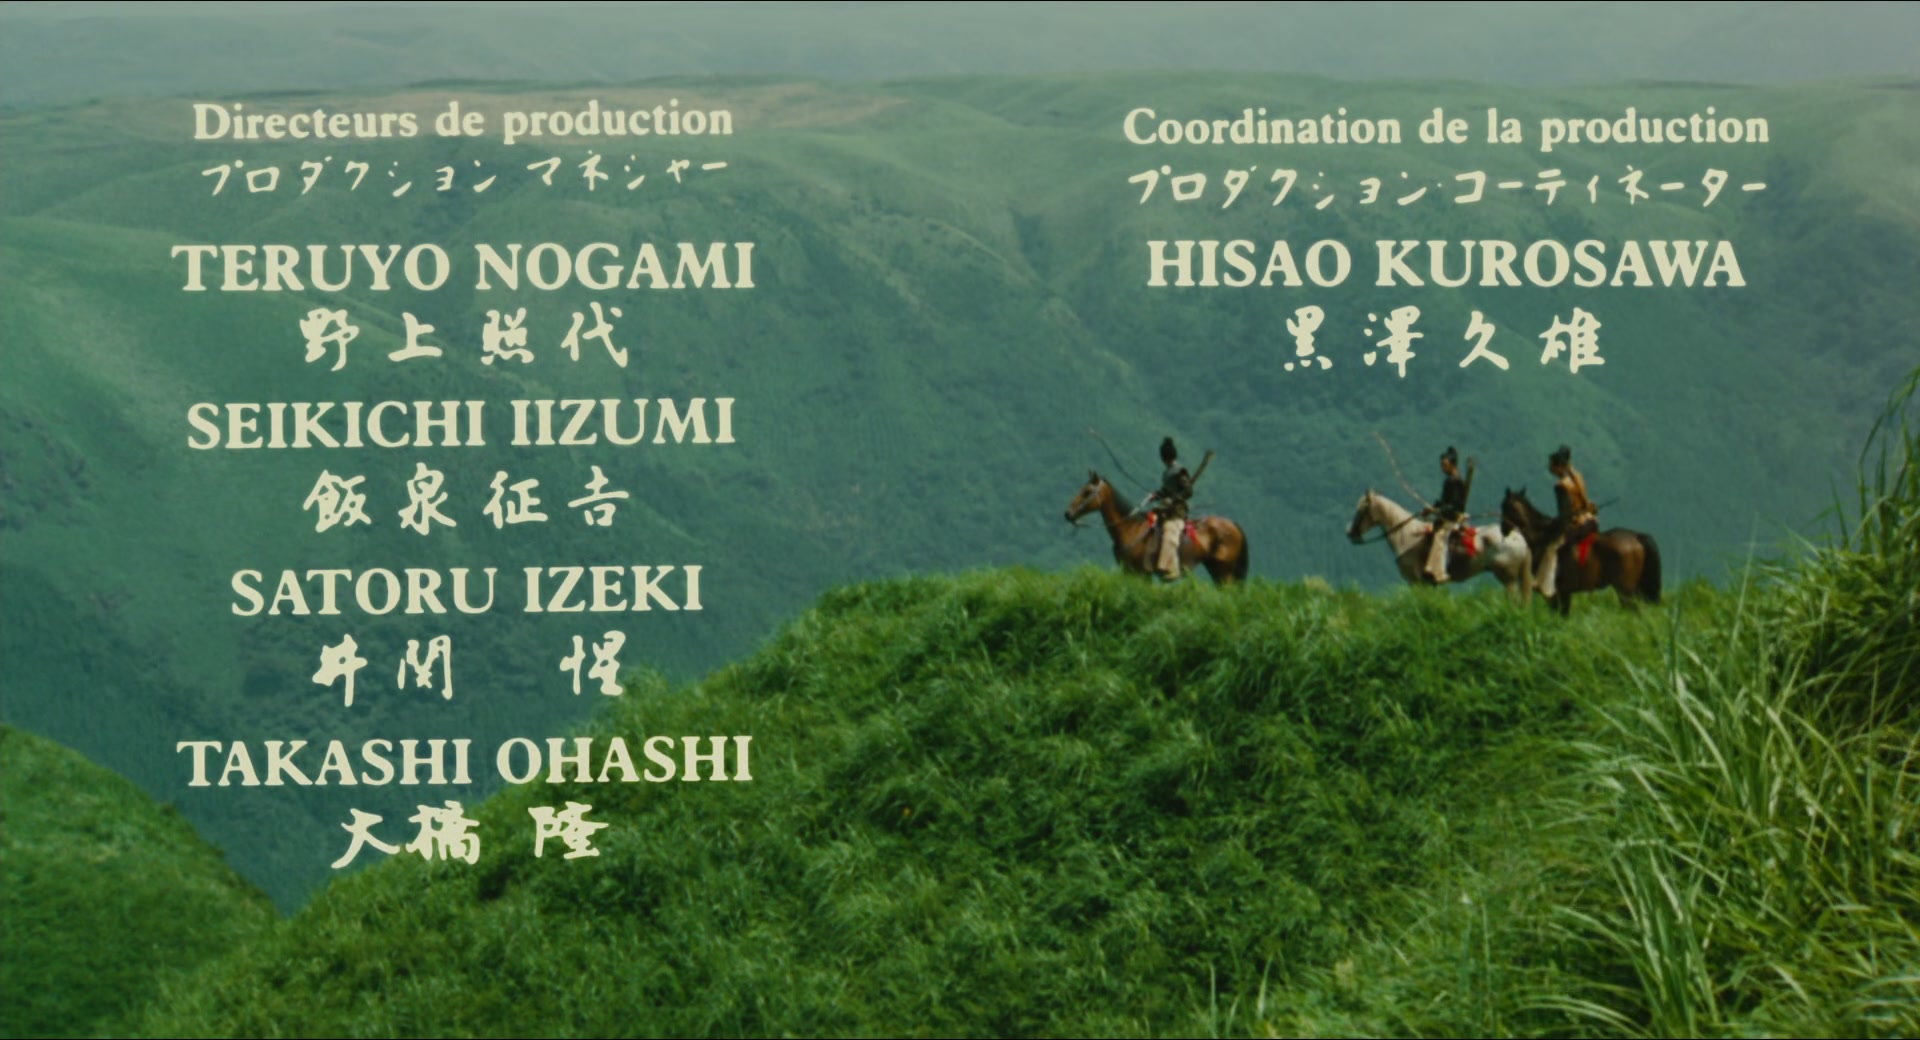 Directeurs de production
プロダクション マネシャー
TERUYO NOGAMI
野上照代
SEIKICHI IIZUMI
飯泉征吉
SATORU IZEKI
井関 惺
TAKASHI OHASHI
大橋 隆
Coordination de la production
プロダクション・コーティネーター
HISAO KUROSAWA
黒澤久雄